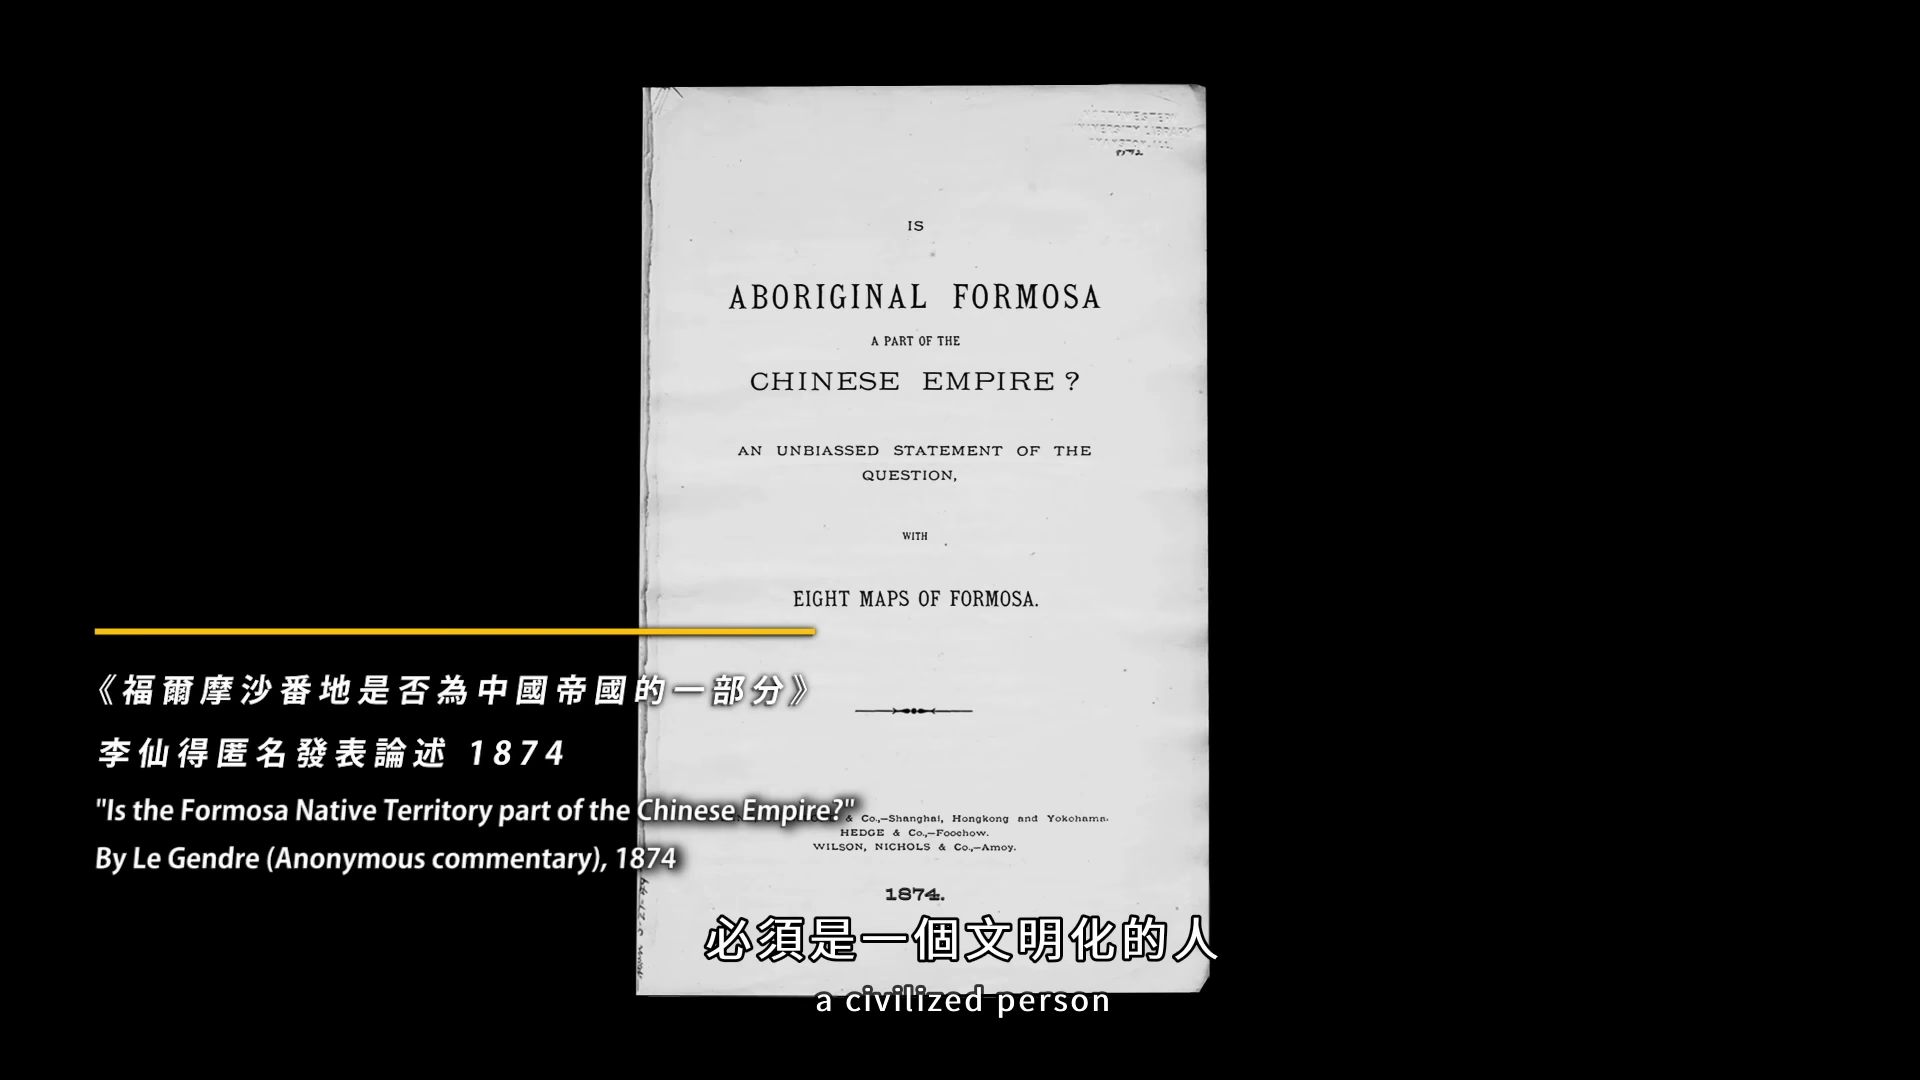 IS
ABORIGINAL FORMOSA
A PART OF THE
CHINESE EMPIRE ?
AN UNBIASSED STATEMENT OF THE
QUESTION,
WITH
EIGHT MAPS OF FORMOSA.
《福爾摩沙番地是否為中國帝國的一部分》
李仙得匿名發表論述 1874
"Is the Formosa Native Territory part of the Chinese Empire?"
By Le Gendre (Anonymous commentary), 1874
& Co.,—Shanghai, Hongkong and Yokohama.
HEDGE & Co.,—Foochow.
WILSON, NICHOLS & Co.,—Amoy.
1874.
必須是一個文明化的人
a civilized person